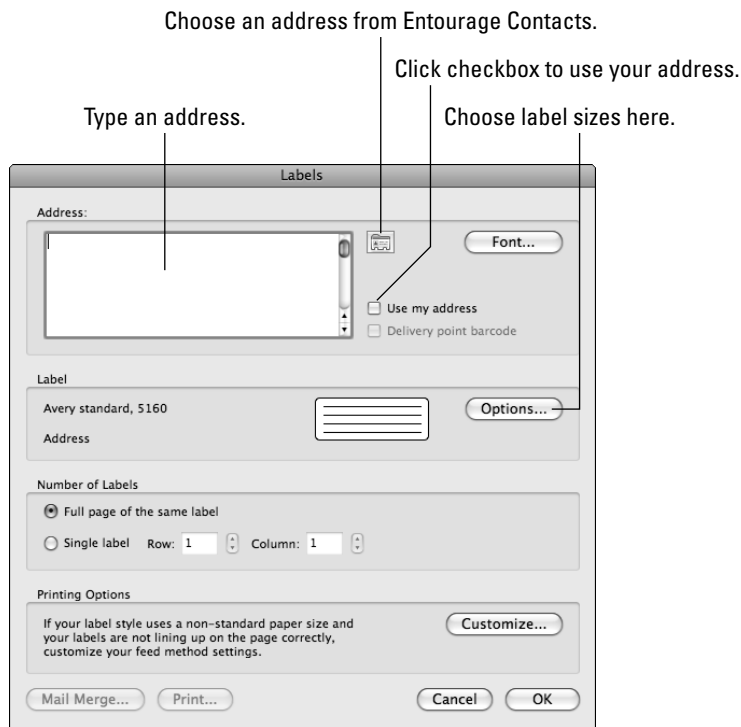 Choose an address from Entourage Contacts.
Click checkbox to use your address.
Type an address.
Choose label sizes here.
Labels
Address:
Font...
Use my address
Delivery point barcode
Label
Avery standard, 5160
Options...
Address
Number of Labels
Full page of the same label
Single label Row: 1 Column: 1
Printing Options
If your label style uses a non-standard paper size and
your labels are not lining up on the page correctly,
customize your feed method settings.
Customize...
Mail Merge... Print... Cancel OK